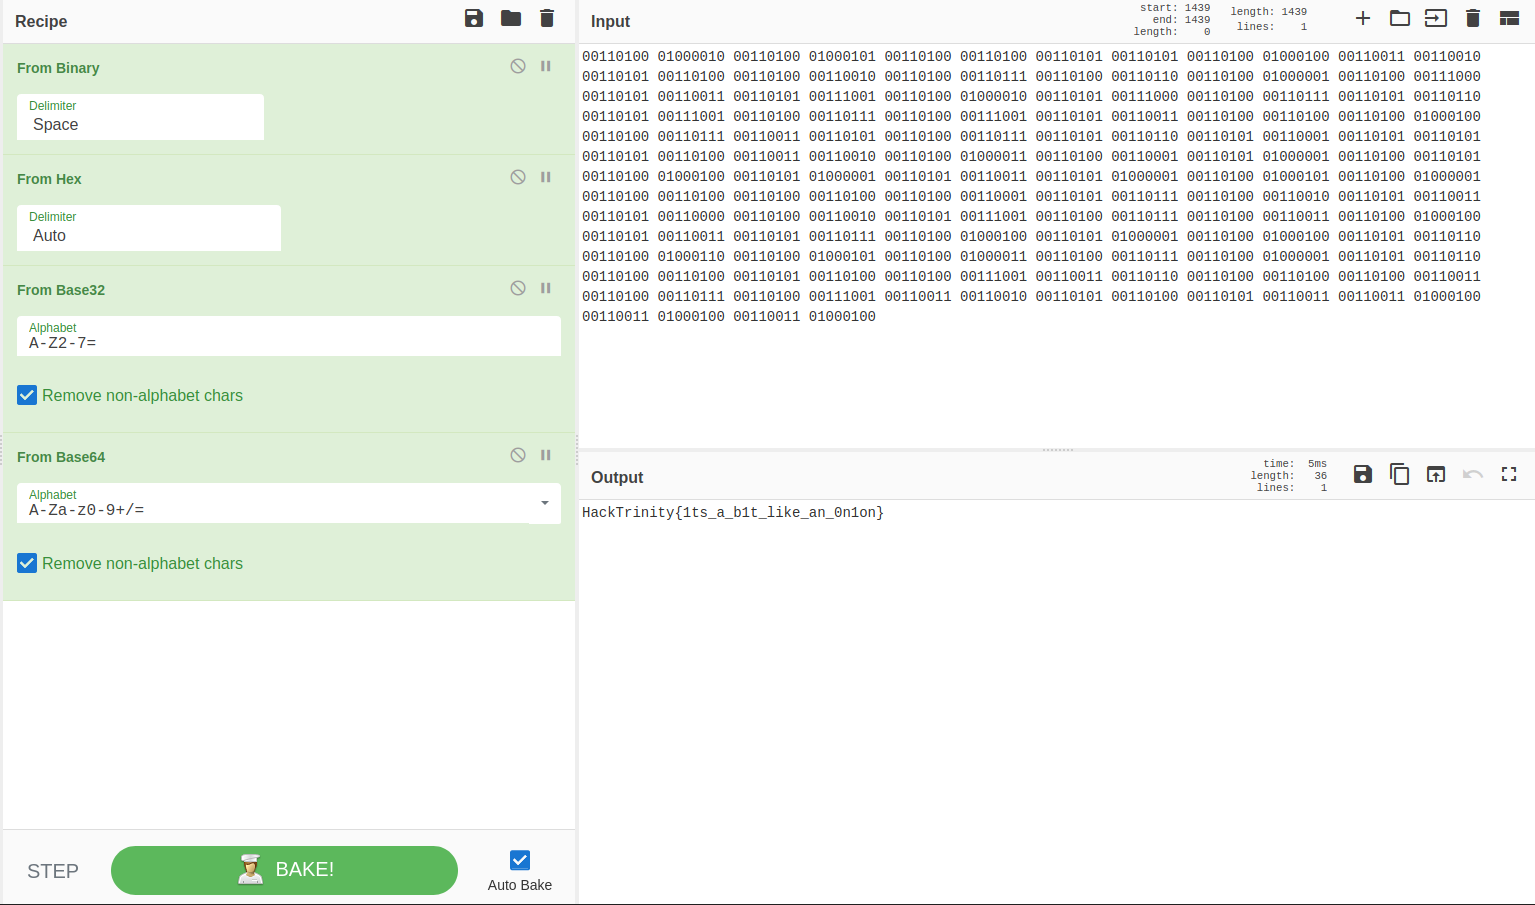 Recipe
From Binary
Delimiter
Space
From Hex
Delimiter
Auto
From Base32
Alphabet
A-Z2-7=
Remove non-alphabet chars
From Base64
Alphabet
A-Za-z0-9+/=
Remove non-alphabet chars
STEP
BAKE!
Auto Bake
Input
start: 1439
end: 1439
length: 0
length: 1439
lines: 1
00110100 01000010 00110100 01000101 00110100 00110100 00110101 00110101 00110100 01000100 00110011 00110010
00110101 00110100 00110100 00110010 00110100 00110111 00110100 00110110 00110100 01000001 00110100 00111000
00110101 00110011 00110101 00111001 00110100 01000010 00110101 00111000 00110100 00110111 00110101 00110110
00110101 00111001 00110100 00110111 00110100 00111001 00110101 00110011 00110100 00110100 00110100 01000100
00110100 00110111 00110011 00110101 00110100 00110111 00110101 00110110 00110101 00110001 00110101 00110101
00110101 00110100 00110011 00110010 00110100 01000011 00110100 00110001 00110101 01000001 00110100 00110101
00110100 01000100 00110101 01000001 00110101 00110011 00110101 01000001 00110100 01000101 00110100 01000001
00110100 00110100 00110100 00110100 00110100 00110001 00110101 00110111 00110100 00110010 00110101 00110011
00110101 00110000 00110100 00110010 00110101 00111001 00110100 00110111 00110100 00110011 00110100 01000100
00110101 00110011 00110101 00110111 00110100 01000100 00110101 01000001 00110100 01000100 00110101 00110110
00110100 01000110 00110100 01000101 00110100 01000011 00110100 00110111 00110100 01000001 00110101 00110110
00110100 00110100 00110101 00110100 00110100 00111001 00110011 00110110 00110100 00110100 00110100 00110011
00110100 00110111 00110100 00111001 00110011 00110010 00110101 00110100 00110101 00110011 00110011 01000100
00110011 01000100 00110011 01000100
Output
time: 5ms
length: 36
lines: 1
HackTrinity{1ts_a_b1t_like_an_0n1on}